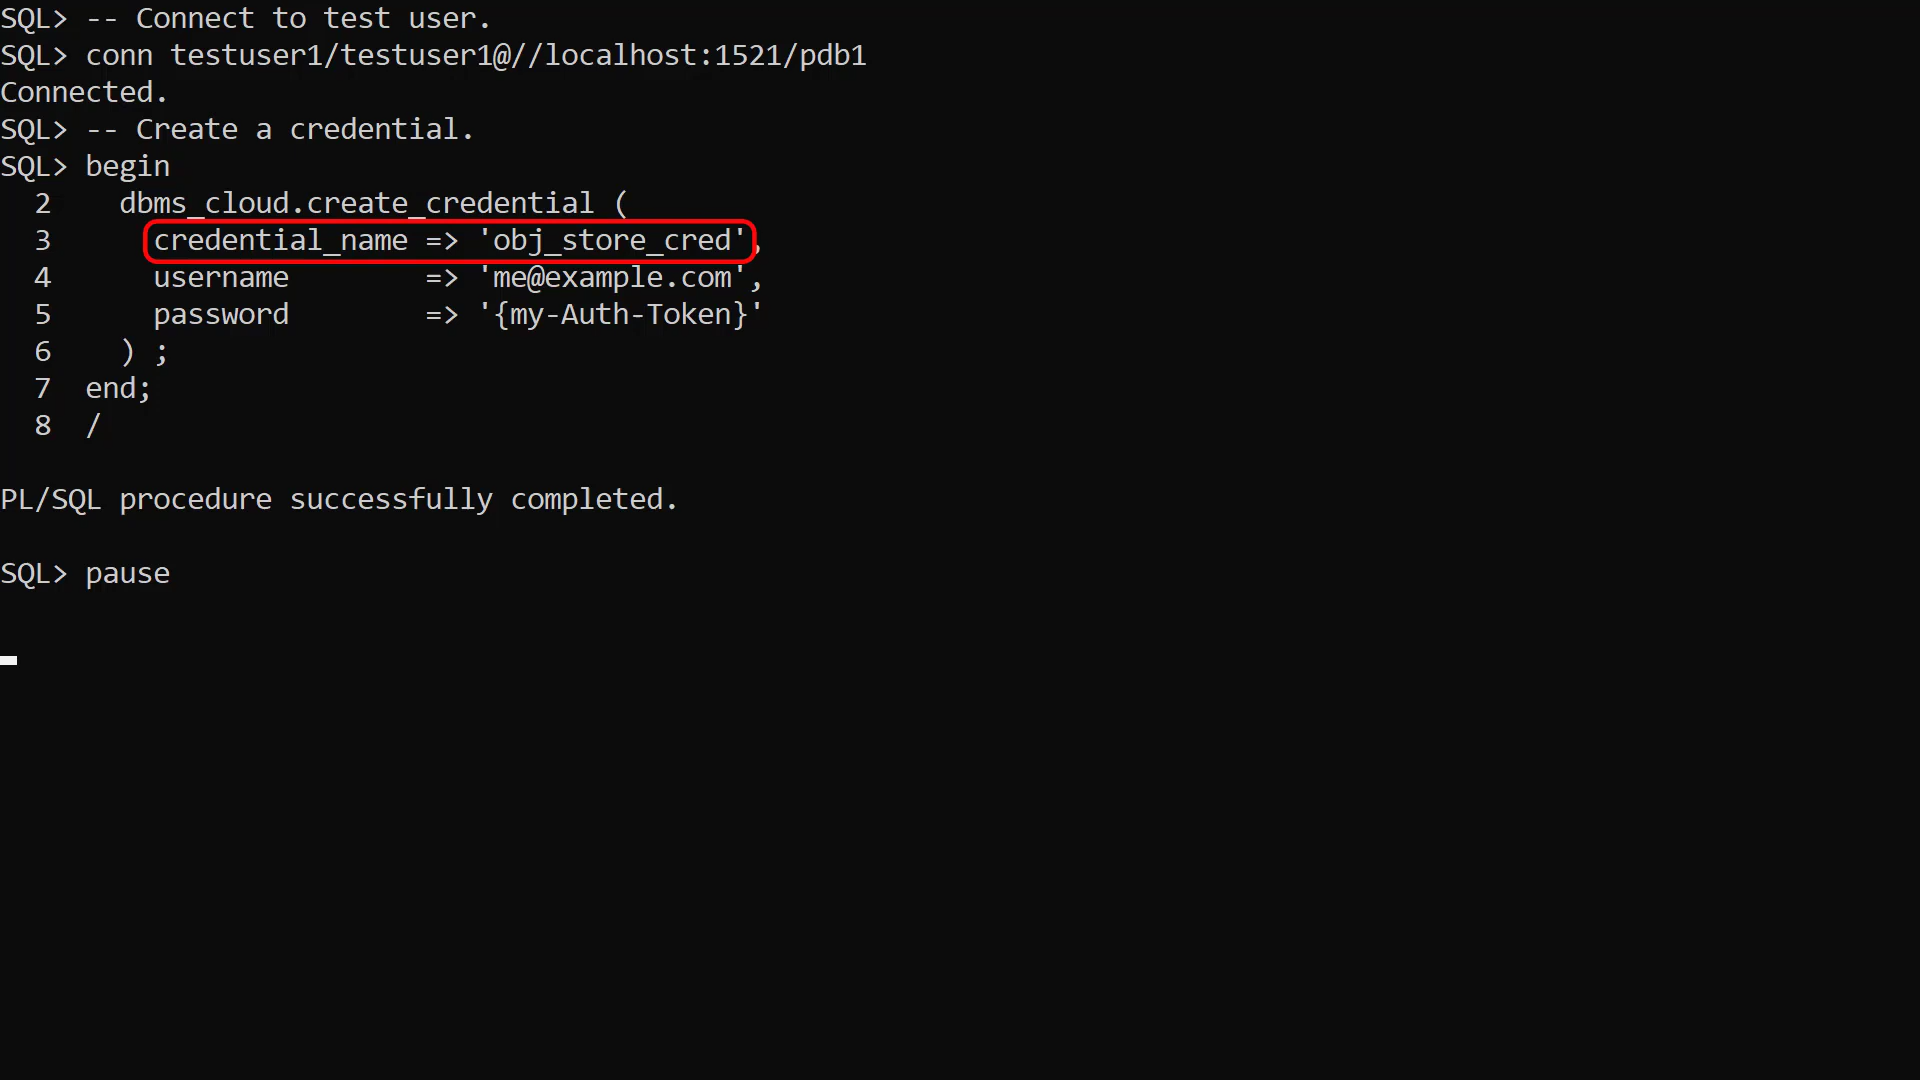 SQL> -- Connect to test user.
SQL> conn testuser1/testuser1@//localhost:1521/pdb1
Connected.
SQL> -- Create a credential.
SQL> begin
  2    dbms_cloud.create_credential (
  3      credential_name => 'obj_store_cred',
  4      username        => 'me@example.com',
  5      password        => '{my-Auth-Token}'
  6    ) ;
  7  end;
  8  /

PL/SQL procedure successfully completed.

SQL> pause